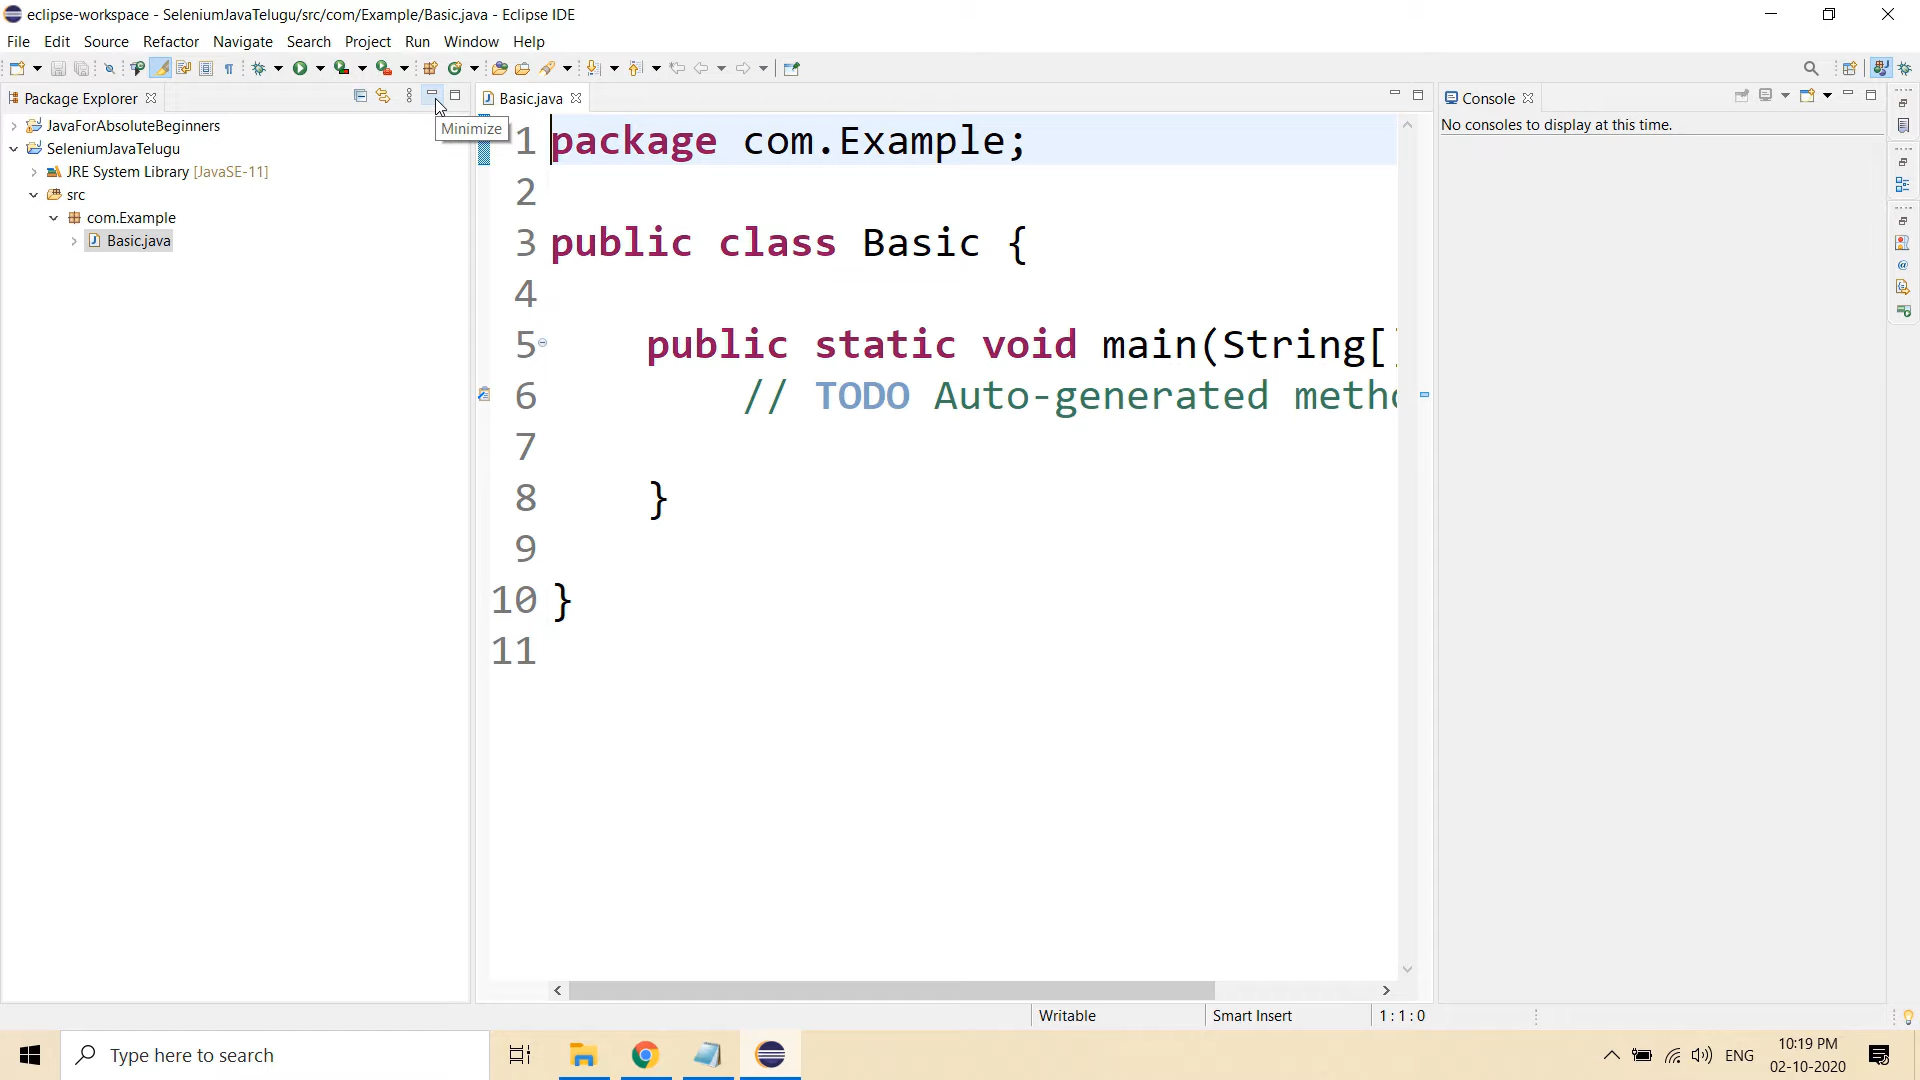 eclipse-workspace - SeleniumJavaTelugu/src/com/Example/Basic.java - Eclipse IDE
File Edit Source Refactor Navigate Search Project Run Window Help
Package Explorer
Minimize
JavaForAbsoluteBeginners
SeleniumJavaTelugu
JRE System Library [JavaSE-11]
src
com.Example
Basic.java
Basic.java
1 package com.Example;
2
3 public class Basic {
4
5 public static void main(String[]
6 // TODO Auto-generated metho
7
8 }
9
10 }
11
Console
No consoles to display at this time.
Writable Smart Insert 1 : 1 : 0
Type here to search
ENG
10:19 PM
02-10-2020